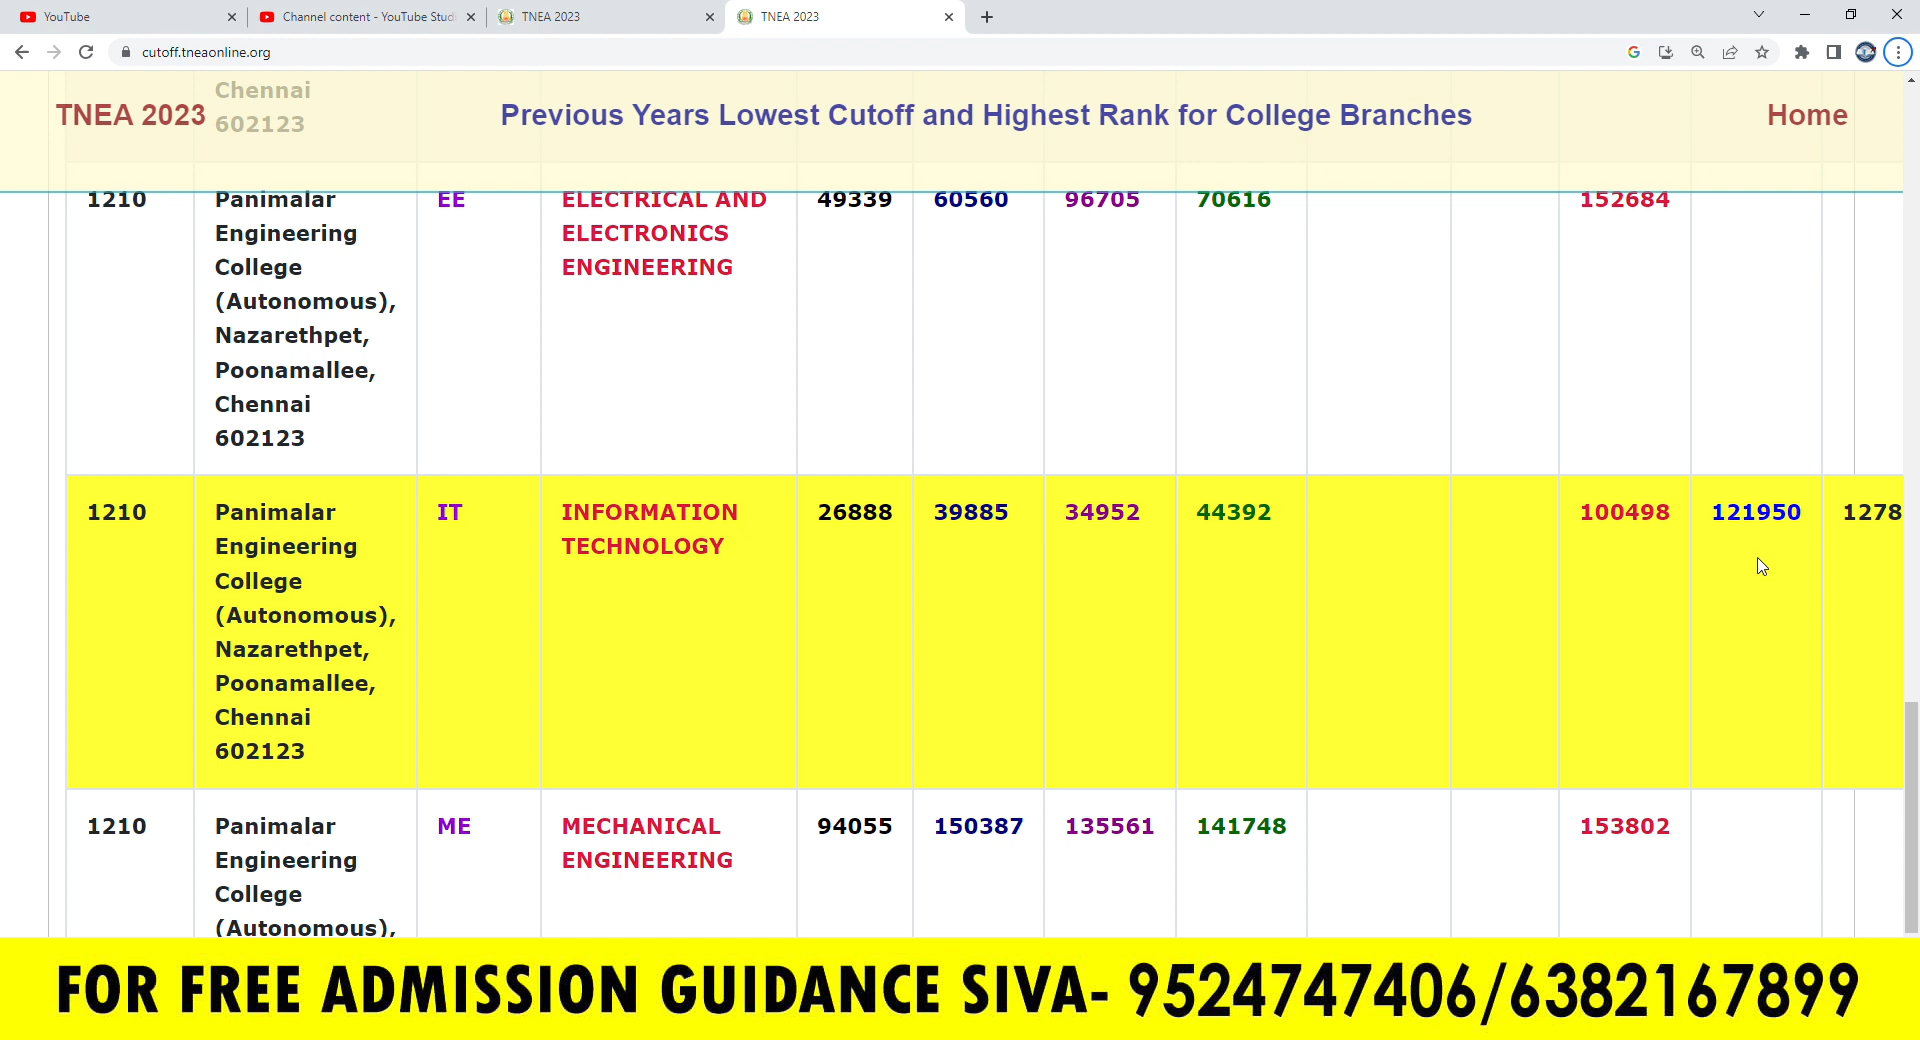 YouTube
Channel content - YouTube Studi
TNEA 2023
TNEA 2023
cutoff.tneaonline.org
Chennai
602123
TNEA 2023
Previous Years Lowest Cutoff and Highest Rank for College Branches
Home
1210 Panimalar EE ELECTRICAL AND 49339 60560 96705 70616 152684
Engineering ELECTRONICS
College ENGINEERING
(Autonomous),
Nazarethpet,
Poonamallee,
Chennai
602123
1210 Panimalar IT INFORMATION 26888 39885 34952 44392 100498 121950 1278
Engineering TECHNOLOGY
College
(Autonomous),
Nazarethpet,
Poonamallee,
Chennai
602123
1210 Panimalar ME MECHANICAL 94055 150387 135561 141748 153802
Engineering ENGINEERING
College
(Autonomous),
FOR FREE ADMISSION GUIDANCE SIVA- 9524747406/6382167899